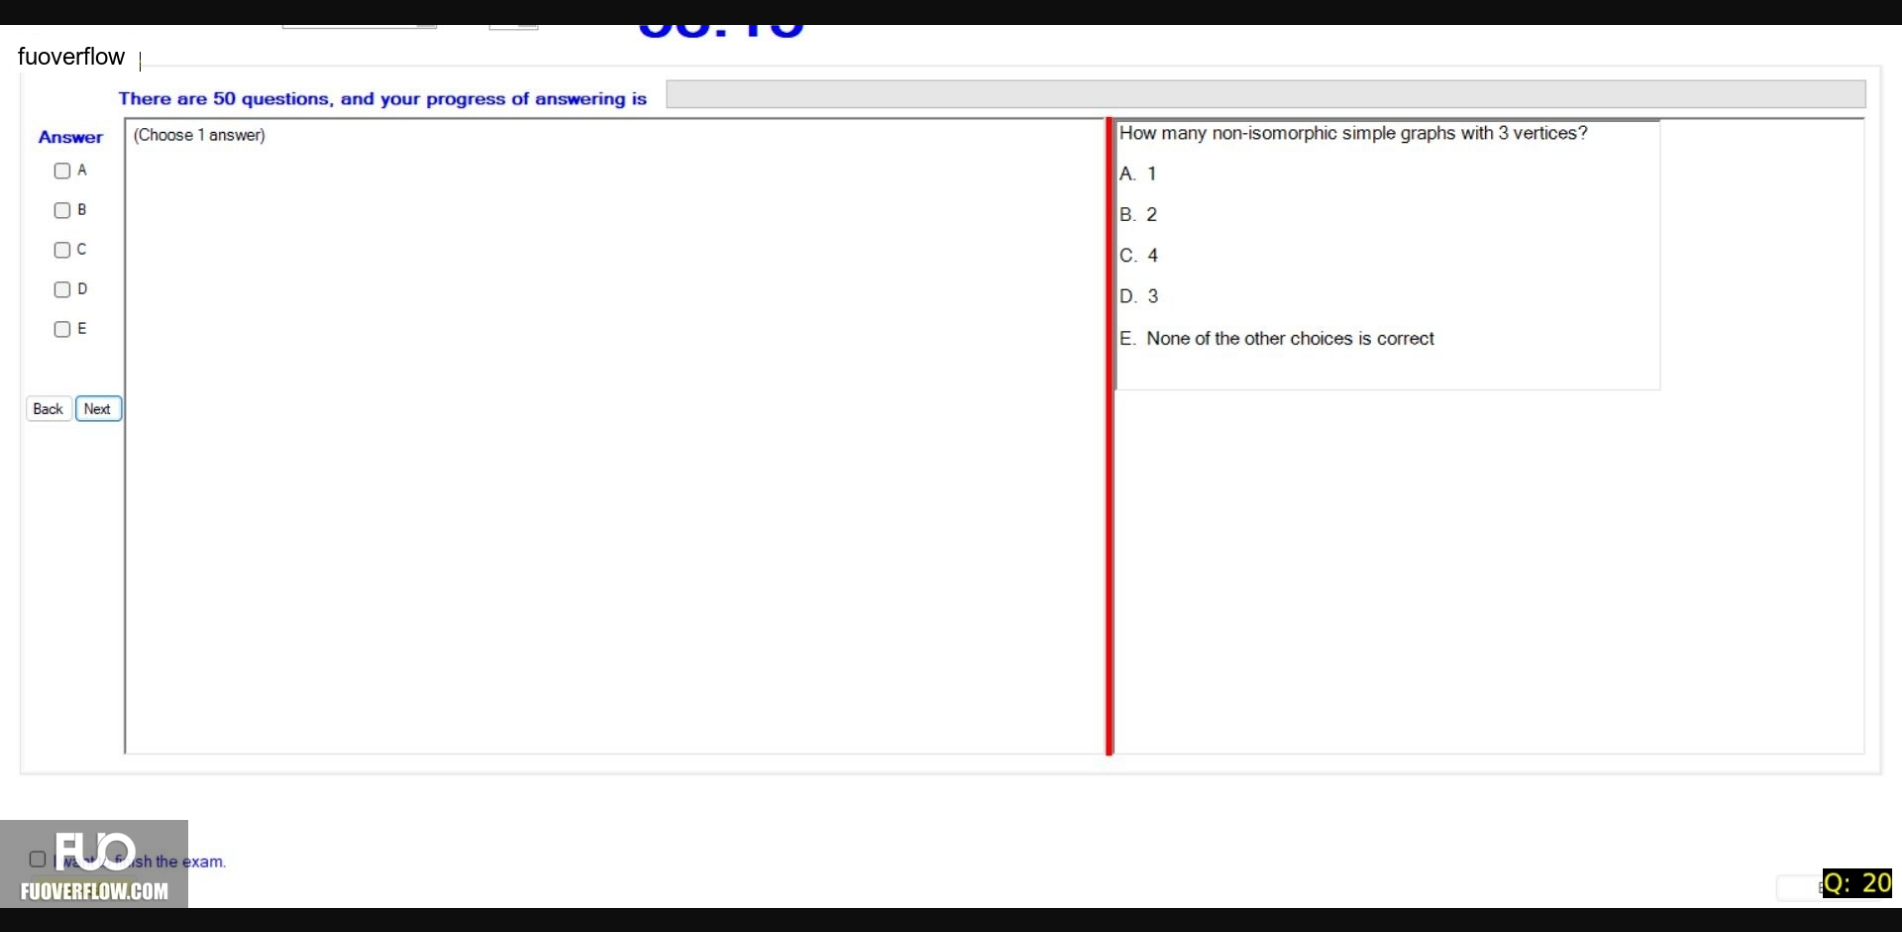 fuoverflow
There are 50 questions, and your progress of answering is
Answer
(Choose 1 answer)
A
B
C
D
E
Back Next
How many non-isomorphic simple graphs with 3 vertices?
A. 1
B. 2
C. 4
D. 3
E. None of the other choices is correct
FUO
sh the exam.
FUOVERFLOW.COM
Q: 20